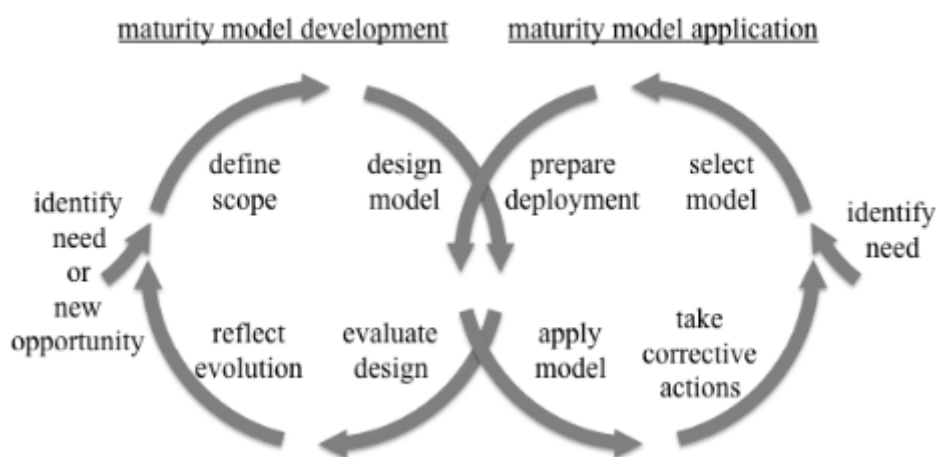 maturity model development
maturity model application
define
scope
design
model
prepare
deployment
select
model
identify
need
or
new
opportunity
identify
need
reflect
evolution
evaluate
design
apply
model
take
corrective
actions